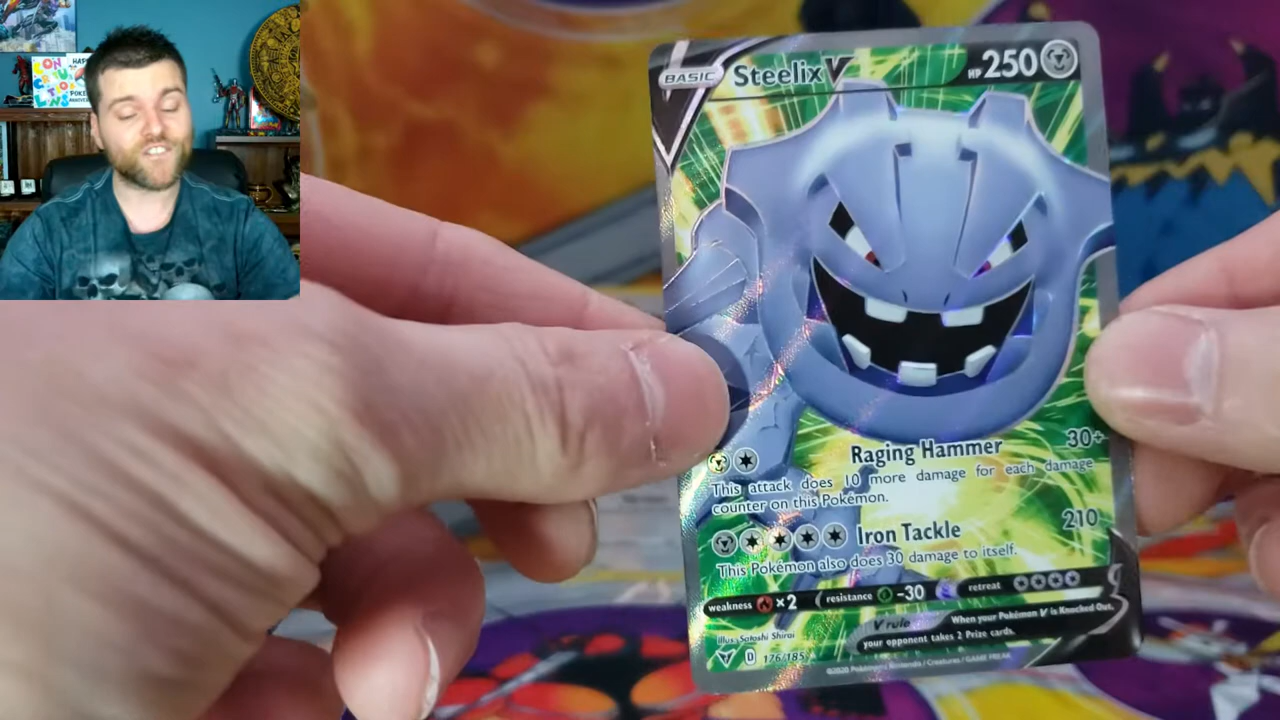 CONGRATULATIONS
BASIC
Steelix V
HP 250
Raging Hammer 30+
This attack does 10 more damage for each damage
counter on this Pokémon.
Iron Tackle 210
This Pokémon also does 30 damage to itself.
weakness ×2 resistance -30 retreat
V rule When your Pokémon V is Knocked Out,
your opponent takes 2 Prize cards.
Illus. Satoshi Shirai
D 176/185
©2020 Pokémon / Nintendo / Creatures / GAME FREAK